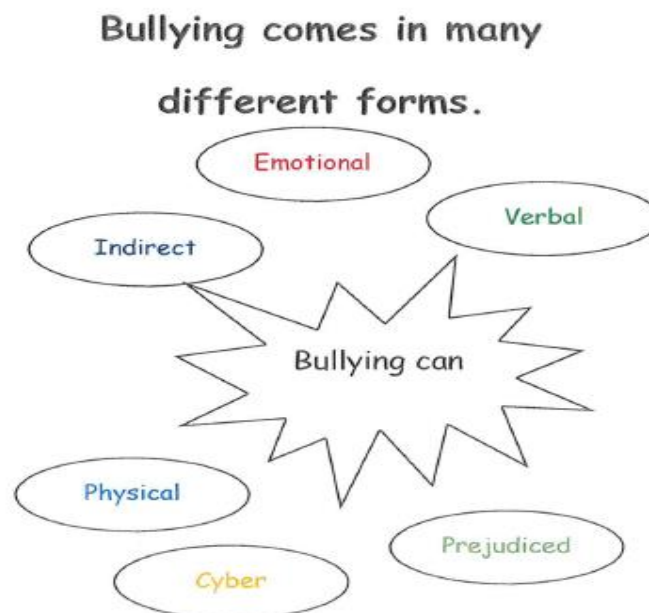 Bullying comes in many
different forms.
Emotional
Verbal
Indirect
Bullying can
Physical
Prejudiced
Cyber